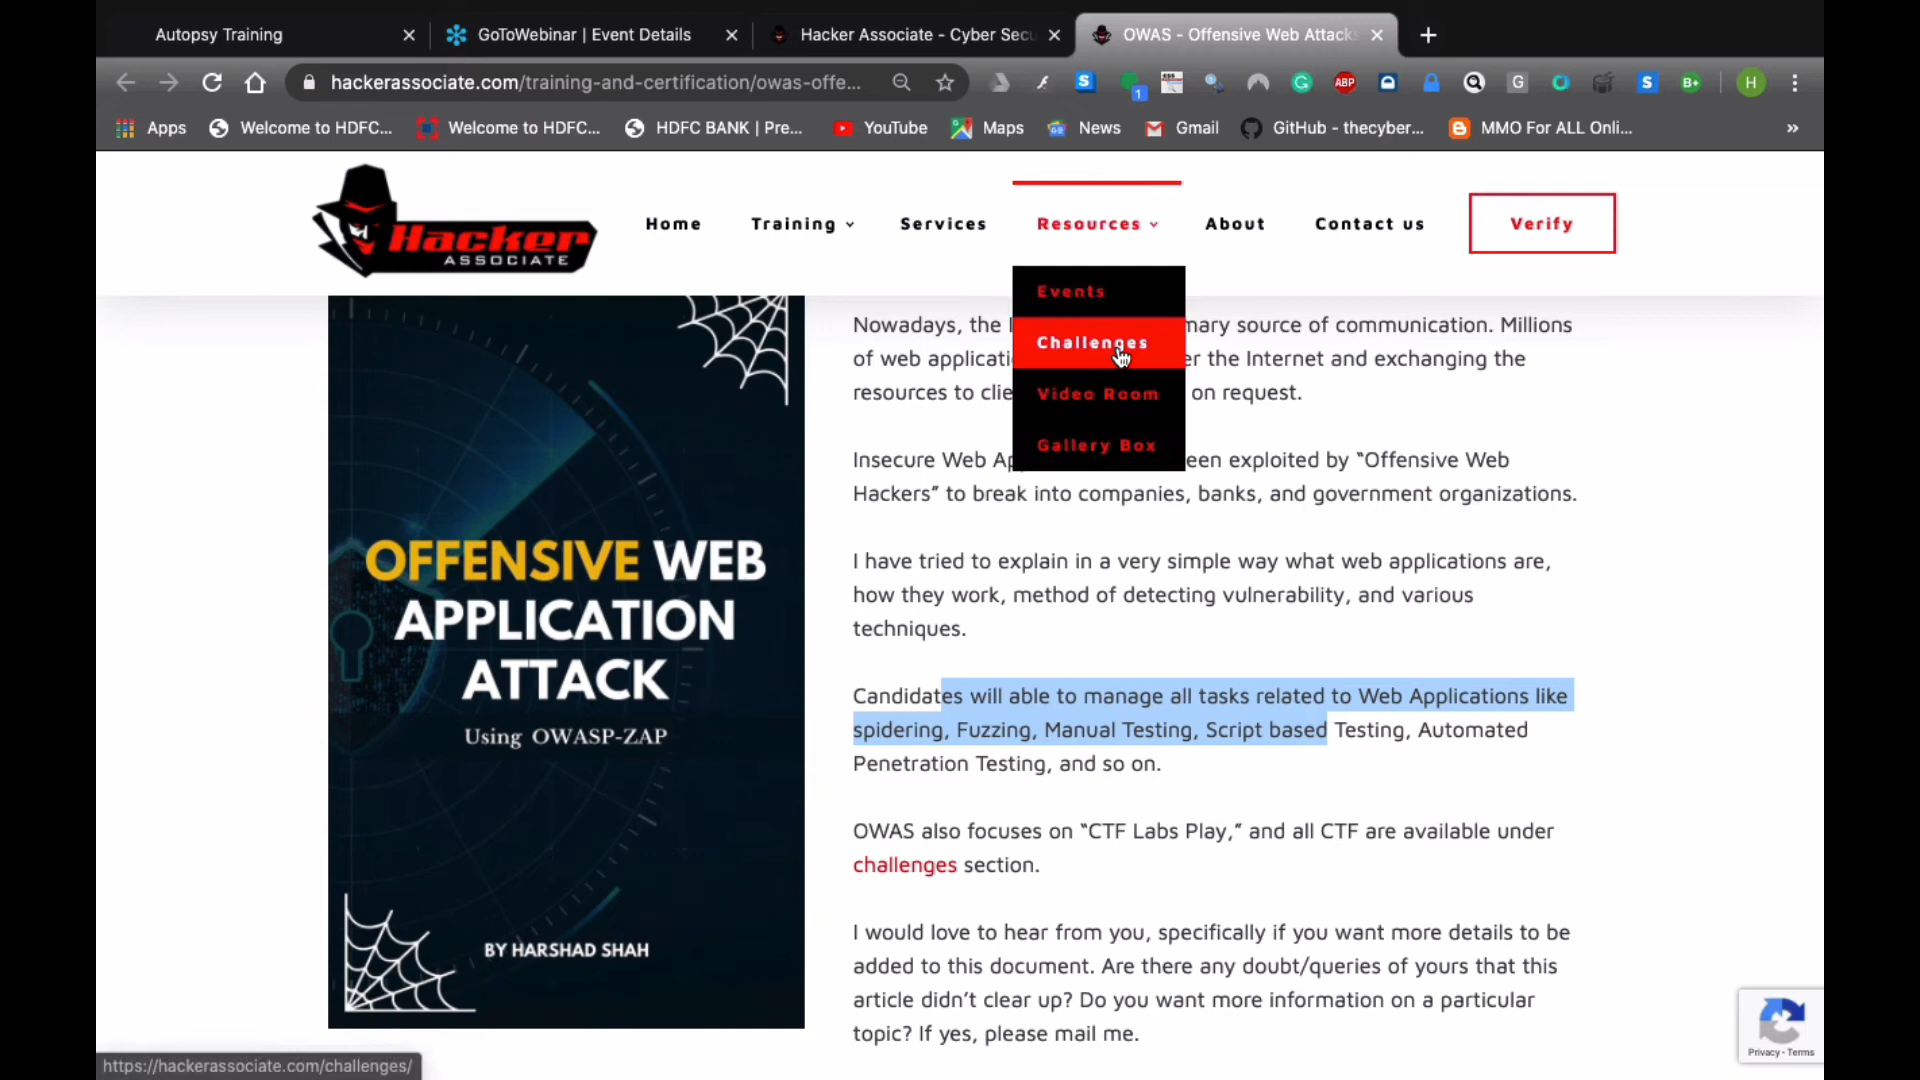 Autopsy Training
GoToWebinar | Event Details
Hacker Associate - Cyber Secu
OWAS - Offensive Web Attacks
hackerassociate.com/training-and-certification/owas-offe...
ABP
1
G
S
S
B+
H
Apps
Welcome to HDFC...
Welcome to HDFC...
HDFC BANK | Pre...
YouTube
Maps
News
Gmail
GitHub - thecyber...
MMO For ALL Onli...
»
Hacker
ASSOCIATE
Home
Training
Services
Resources
About
Contact us
Verify
Events
Challenges
Video Room
Gallery Box
Nowadays, the I mary source of communication. Millions
of web applicati er the Internet and exchanging the
resources to clie on request.
Insecure Web Ap een exploited by “Offensive Web
Hackers” to break into companies, banks, and government organizations.
I have tried to explain in a very simple way what web applications are,
how they work, method of detecting vulnerability, and various
techniques.
Candidates will able to manage all tasks related to Web Applications like
spidering, Fuzzing, Manual Testing, Script based Testing, Automated
Penetration Testing, and so on.
OWAS also focuses on “CTF Labs Play,” and all CTF are available under
challenges section.
I would love to hear from you, specifically if you want more details to be
added to this document. Are there any doubt/queries of yours that this
article didn’t clear up? Do you want more information on a particular
topic? If yes, please mail me.
OFFENSIVE WEB
APPLICATION
ATTACK
Using OWASP-ZAP
BY HARSHAD SHAH
Privacy - Terms
https://hackerassociate.com/challenges/